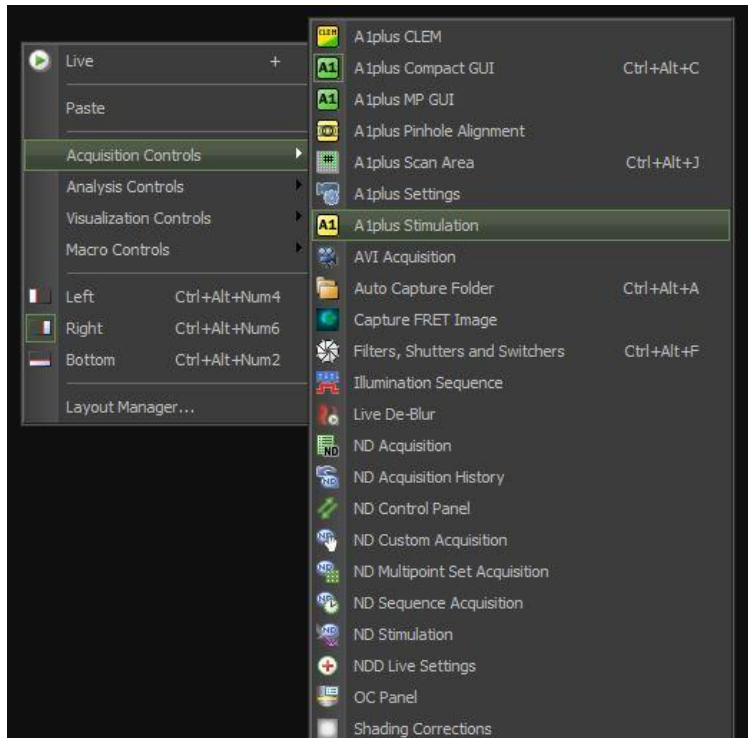 Live +
Paste
Acquisition Controls
Analysis Controls
Visualization Controls
Macro Controls
Left Ctrl+Alt+Num4
Right Ctrl+Alt+Num6
Bottom Ctrl+Alt+Num2
Layout Manager...
CLEM A1plus CLEM
A1 A1plus Compact GUI Ctrl+Alt+C
A1 A1plus MP GUI
A1plus Pinhole Alignment
A1plus Scan Area Ctrl+Alt+J
A1plus Settings
A1 A1plus Stimulation
AVI Acquisition
Auto Capture Folder Ctrl+Alt+A
Capture FRET Image
Filters, Shutters and Switchers Ctrl+Alt+F
Illumination Sequence
Live De-Blur
ND ND Acquisition
ND ND Acquisition History
ND Control Panel
ND ND Custom Acquisition
ND ND Multipoint Set Acquisition
ND ND Sequence Acquisition
ND ND Stimulation
NDD Live Settings
OC Panel
Shading Corrections